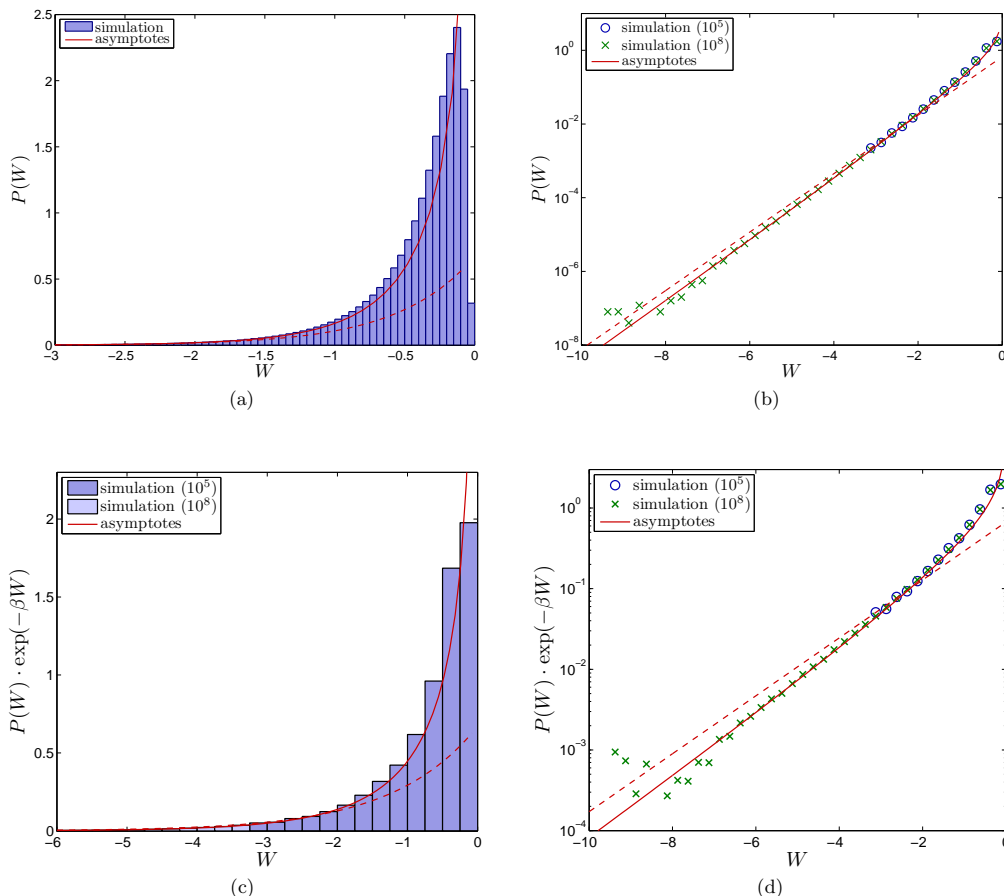 2.5
2
1.5
1
0.5
0
P(W)
simulation
asymptotes
−3
−2.5
−2
−1.5
−1
−0.5
0
W
(a)
10^0
10^−2
10^−4
10^−6
10^−8
P(W)
simulation (10^5)
simulation (10^8)
asymptotes
−10
−8
−6
−4
−2
0
W
(b)
2
1.5
1
0.5
0
P(W) · exp(−βW)
simulation (10^5)
simulation (10^8)
asymptotes
−6
−5
−4
−3
−2
−1
0
W
(c)
10^0
10^−1
10^−2
10^−3
10^−4
P(W) · exp(−βW)
simulation (10^5)
simulation (10^8)
asymptotes
−10
−8
−6
−4
−2
0
W
(d)